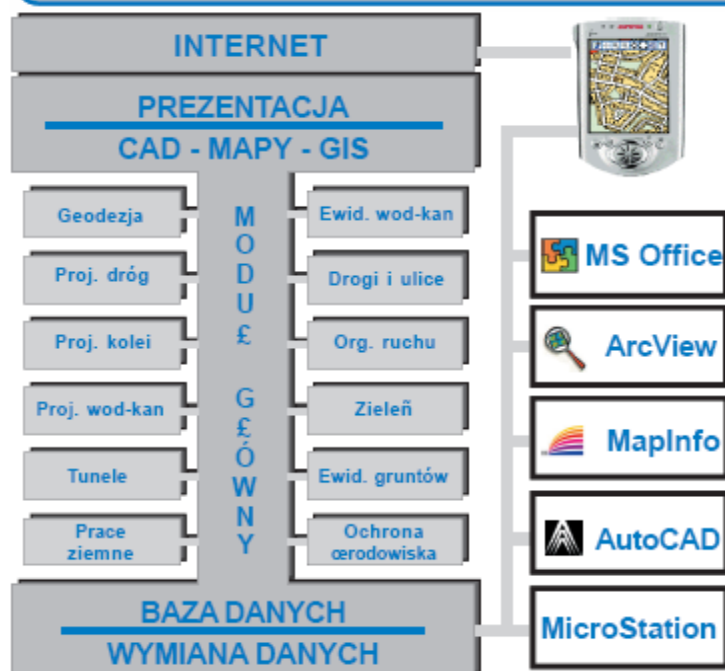 INTERNET
PREZENTACJA
CAD - MAPY - GIS
MODU£ G£ÓWNY
Geodezja
Proj. dróg
Proj. kolei
Proj. wod-kan
Tunele
Prace
ziemne
Ewid. wod-kan
Drogi i ulice
Org. ruchu
Zieleñ
Ewid. gruntów
Ochrona
œrodowiska
BAZA DANYCH
WYMIANA DANYCH
MS Office
ArcView
MapInfo
AutoCAD
MicroStation